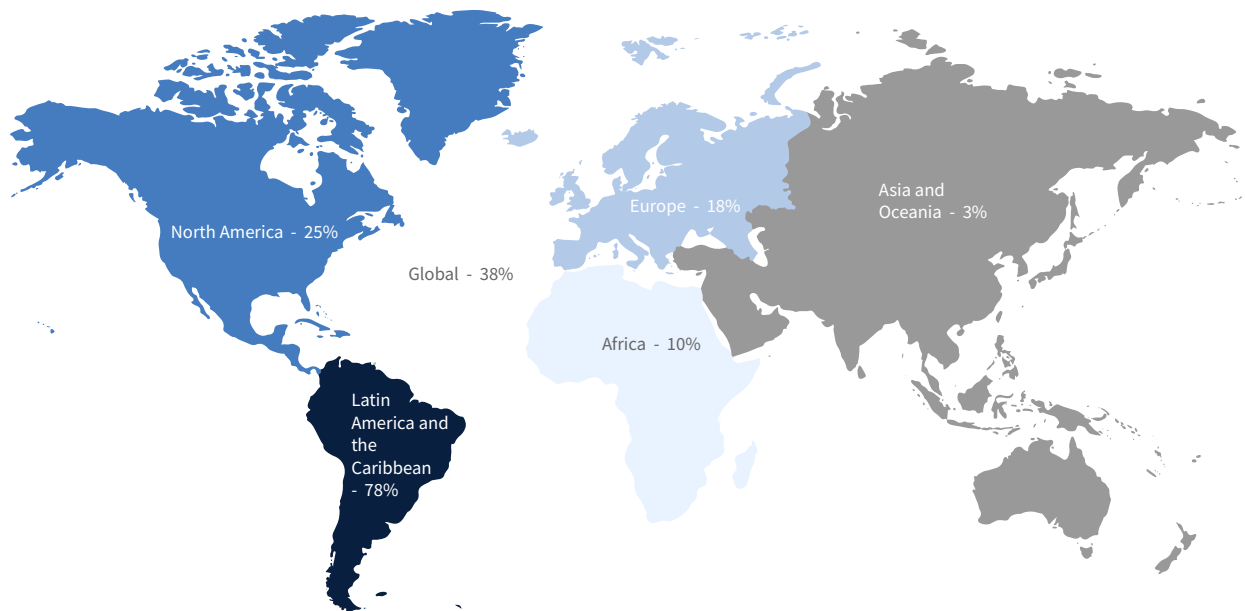 North America - 25%
Global - 38%
Latin
America and
the
Caribbean
- 78%
Europe - 18%
Africa - 10%
Asia and
Oceania - 3%